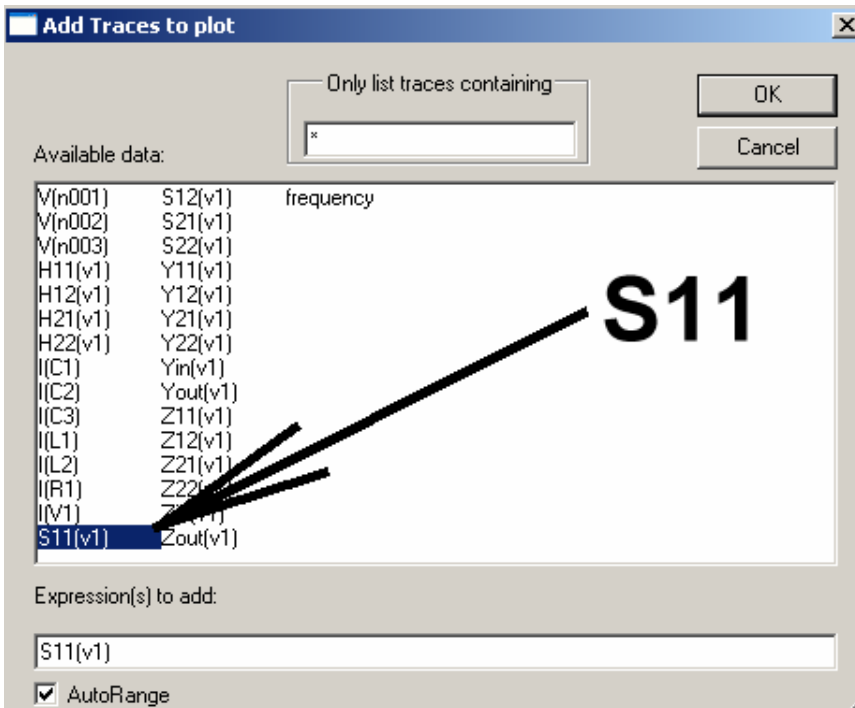 Add Traces to plot
Only list traces containing
OK
*
Cancel
Available data:
V(n001) S12(v1) frequency
V(n002) S21(v1)
V(n003) S22(v1)
H11(v1) Y11(v1)
H12(v1) Y12(v1)
H21(v1) Y21(v1)
H22(v1) Y22(v1)
I(C1) Yin(v1)
I(C2) Yout(v1)
I(C3) Z11(v1)
I(L1) Z12(v1)
I(L2) Z21(v1)
I(R1)
I(V1)
S11(v1) Zout(v1)
S11
Expression(s) to add:
S11(v1)
AutoRange